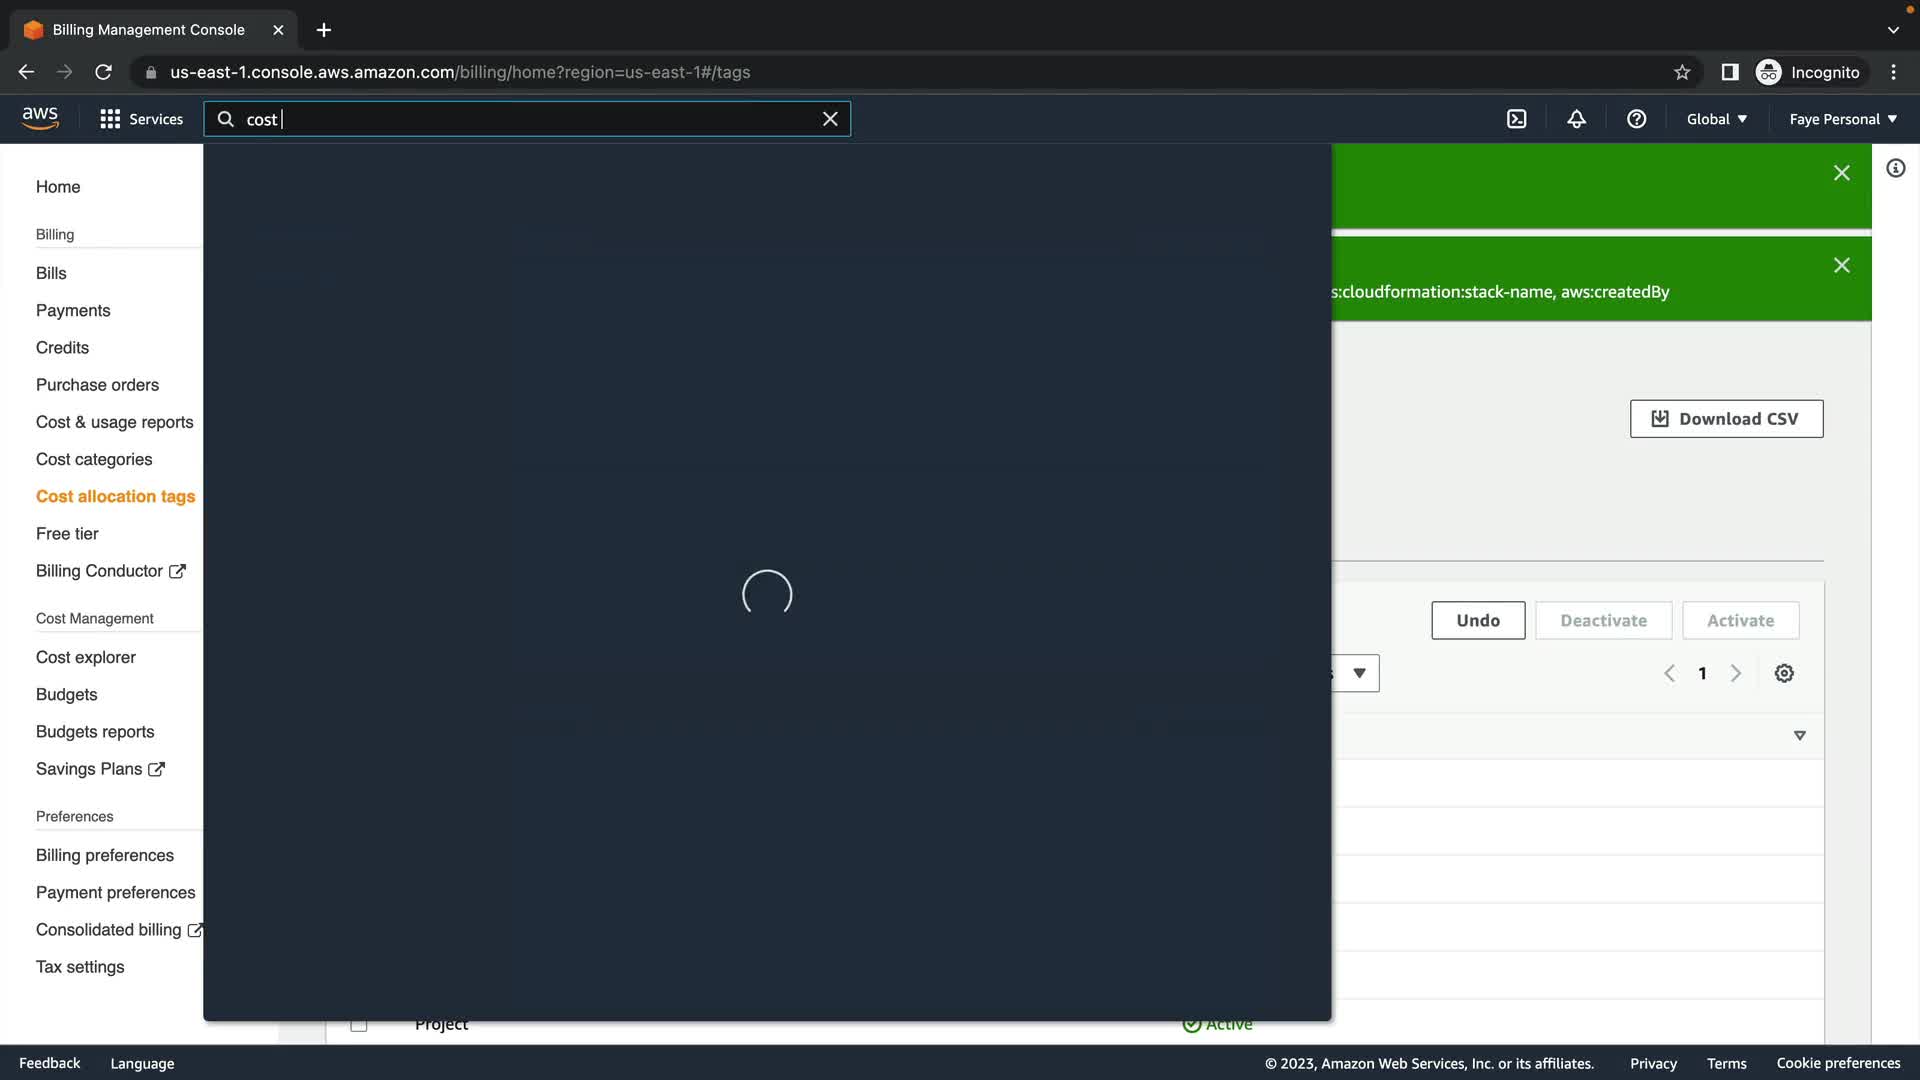 Billing Management Console
us-east-1.console.aws.amazon.com/billing/home?region=us-east-1#/tags
Incognito
aws
Services
cost
Global
Faye Personal
Home
Billing
Bills
Payments
Credits
Purchase orders
Cost & usage reports
Cost categories
Cost allocation tags
Free tier
Billing Conductor
Cost Management
Cost explorer
Budgets
Budgets reports
Savings Plans
Preferences
Billing preferences
Payment preferences
Consolidated billing
Tax settings
s:cloudformation:stack-name, aws:createdBy
Download CSV
Undo
Deactivate
Activate
1
Project
Active
Feedback
Language
© 2023, Amazon Web Services, Inc. or its affiliates.
Privacy
Terms
Cookie preferences